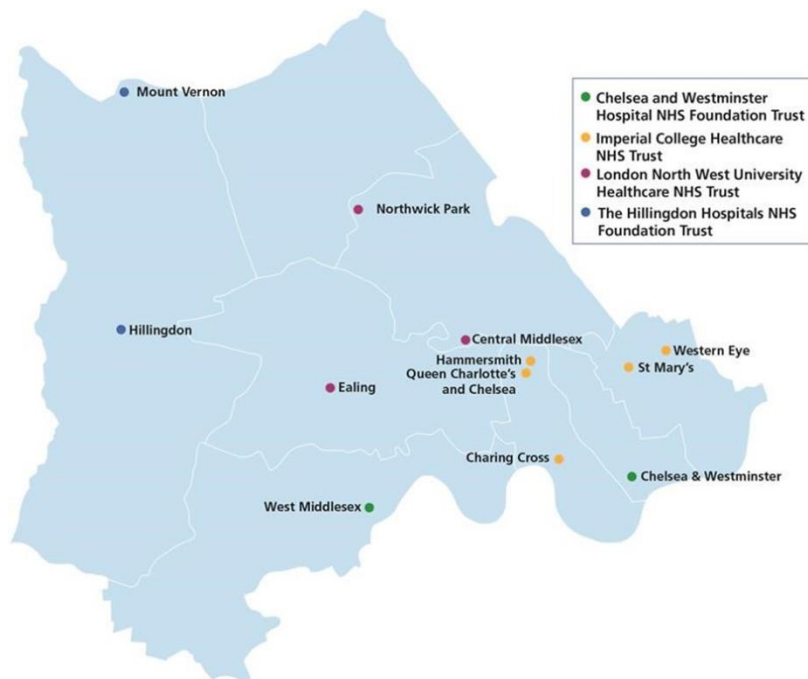 Mount Vernon
Chelsea and Westminster
Hospital NHS Foundation Trust
Imperial College Healthcare
NHS Trust
London North West University
Healthcare NHS Trust
The Hillingdon Hospitals NHS
Foundation Trust
Northwick Park
Hillingdon
Central Middlesex
Hammersmith
Queen Charlotte's
and Chelsea
Western Eye
St Mary's
Ealing
Charing Cross
Chelsea & Westminster
West Middlesex